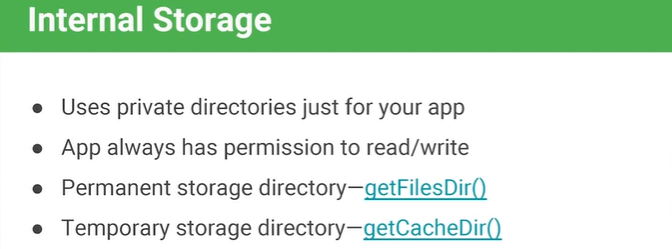 Internal Storage
● Uses private directories just for your app
● App always has permission to read/write
● Permanent storage directory—getFilesDir()
● Temporary storage directory—getCacheDir()